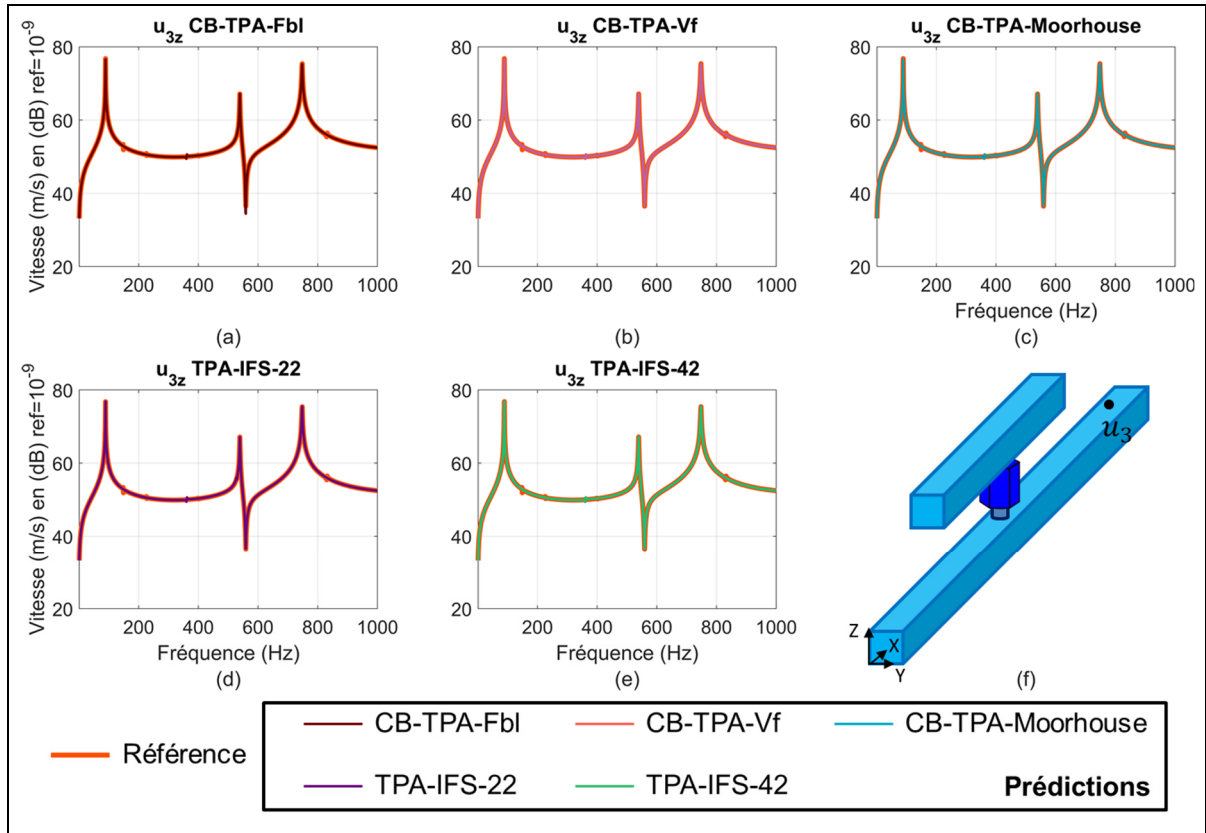 u3z CB-TPA-Fbl
u3z CB-TPA-Vf
u3z CB-TPA-Moorhouse
Vitesse (m/s) en (dB) ref=10-9
80
60
40
20
200 400 600 800 1000
80
60
40
20
200 400 600 800 1000
80
60
40
20
200 400 600 800 1000
Fréquence (Hz)
(a)
(b)
(c)
u3z TPA-IFS-22
u3z TPA-IFS-42
Vitesse (m/s) en (dB) ref=10-9
80
60
40
20
200 400 600 800 1000
Fréquence (Hz)
80
60
40
20
200 400 600 800 1000
Fréquence (Hz)
u3
Z
X
Y
(d)
(e)
(f)
Référence
CB-TPA-Fbl
CB-TPA-Vf
CB-TPA-Moorhouse
TPA-IFS-22
TPA-IFS-42
Prédictions